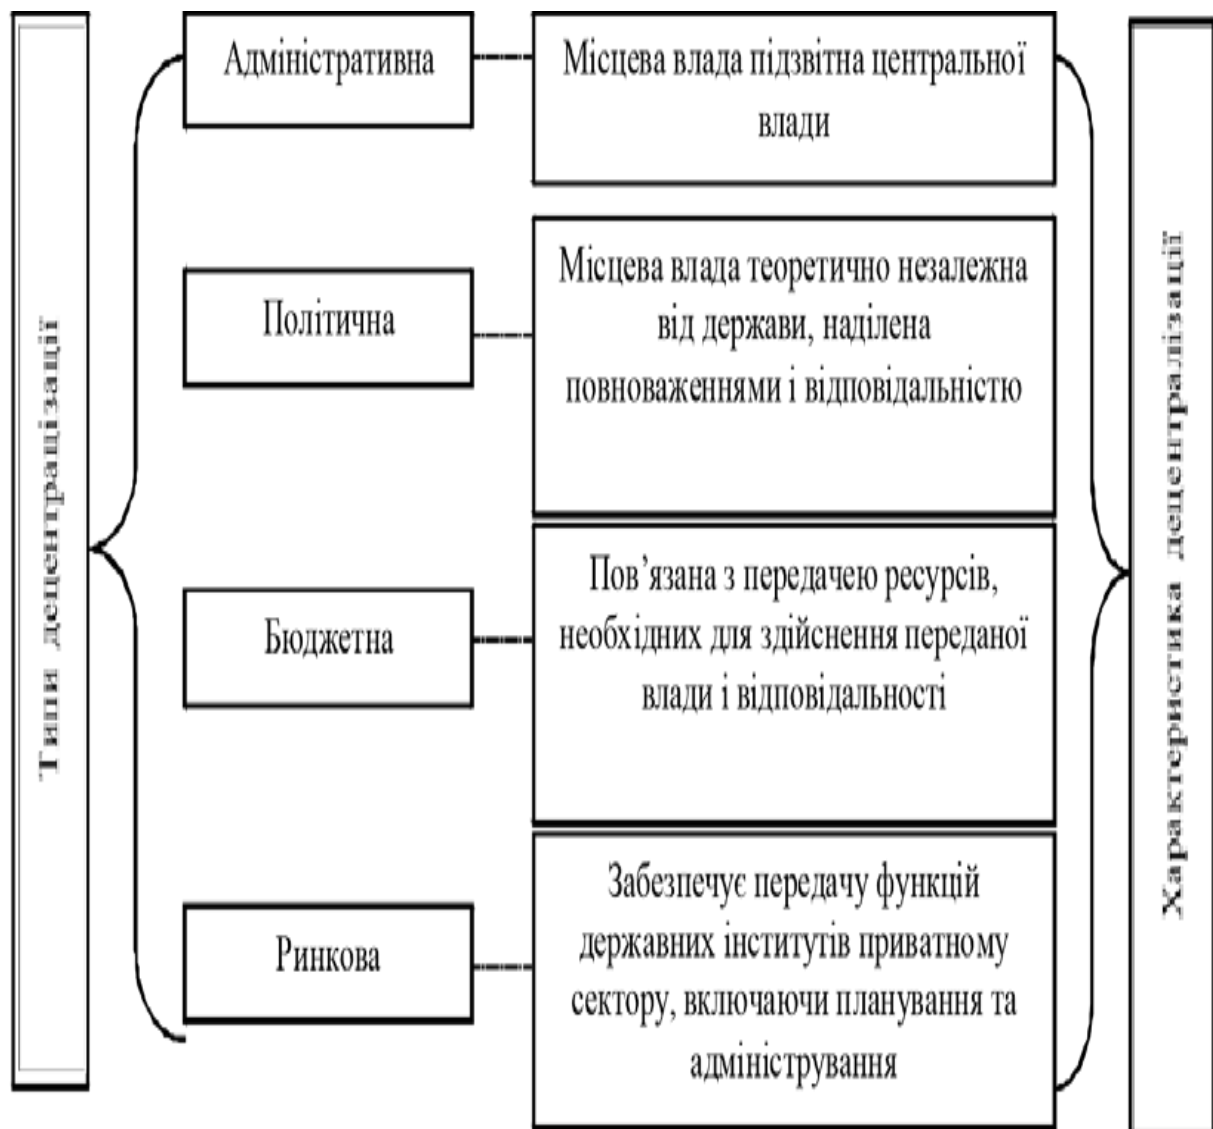 Типи децентрацізації
Адміністративна
Місцева влада підзвітна центральної
влади
Політична
Місцева влада теоретично незалежна
від держави, наділена
повноваженнями і відповідальністю
Бюджетна
Пов’язана з передачею ресурсів,
необхідних для здійснення переданої
влади і відповідальності
Ринкова
Забезпечує передачу функцій
державних інститутів приватному
сектору, включаючи планування та
адміністрування
Характеристика децентралізації